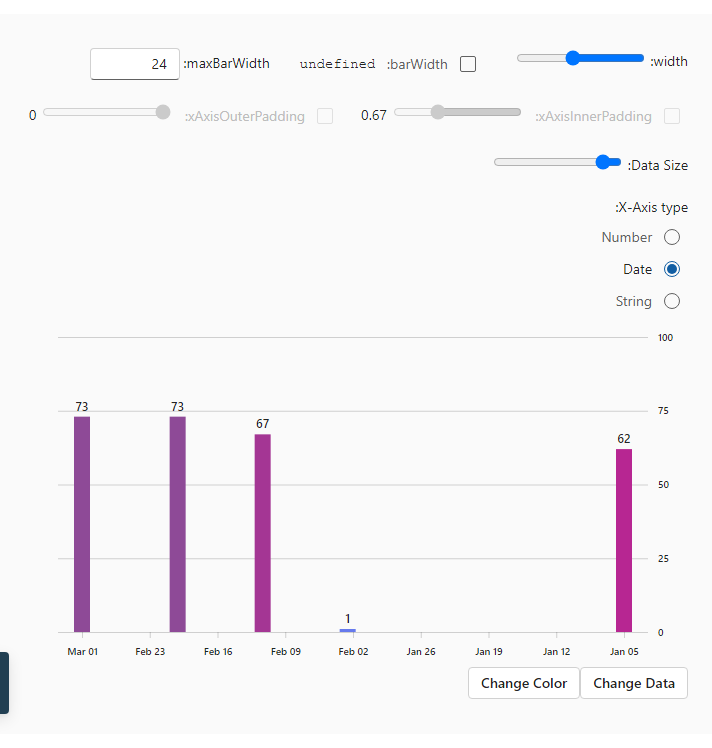 width:
barWidth: undefined
maxBarWidth: 24
xAxisInnerPadding: 0.67
xAxisOuterPadding: 0
Data Size:
X-Axis type:
Number
Date
String
100
75
50
25
0
73
73
67
1
62
Mar 01
Feb 23
Feb 16
Feb 09
Feb 02
Jan 26
Jan 19
Jan 12
Jan 05
Change Color
Change Data